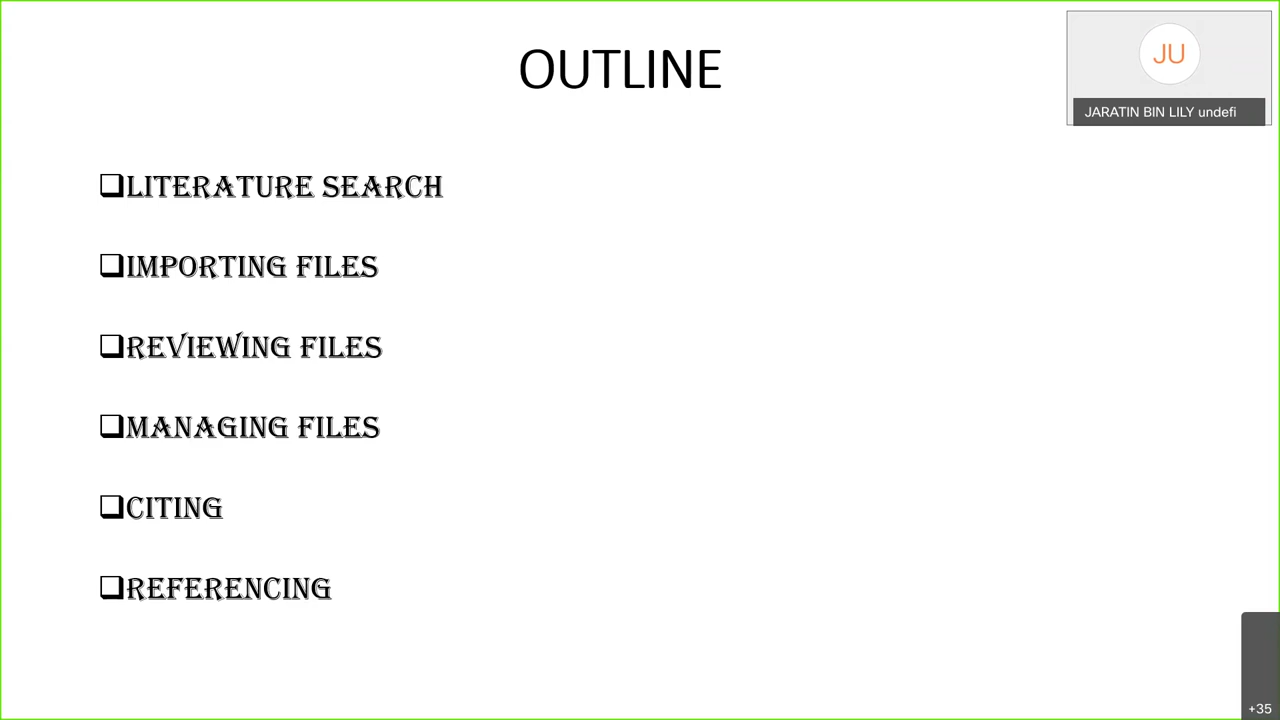 OUTLINE
JU
JARATIN BIN LILY undefi
LITERATURE SEARCH
IMPORTING FILES
REVIEWING FILES
MANAGING FILES
CITING
REFERENCING
+35